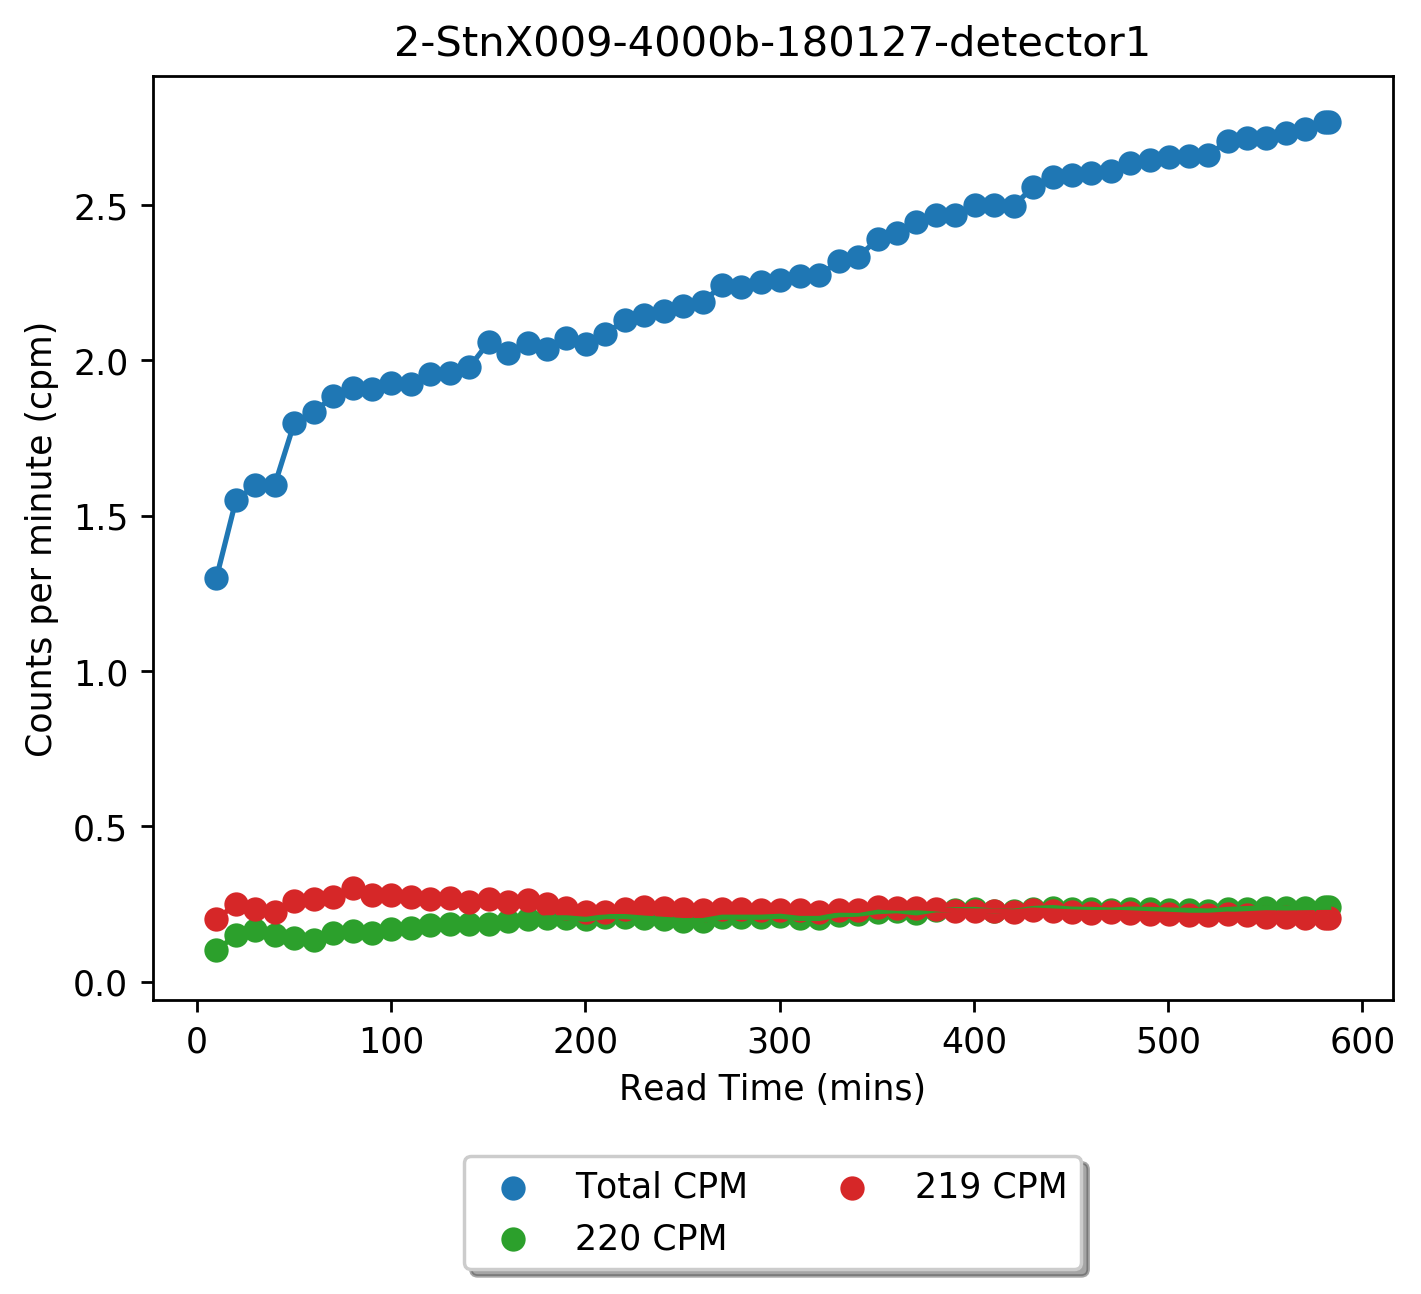 2-StnX009-4000b-180127-detector1
Counts per minute (cpm)
2.5
2.0
1.5
1.0
0.5
0.0
0 100 200 300 400 500 600
Read Time (mins)
Total CPM 219 CPM
220 CPM